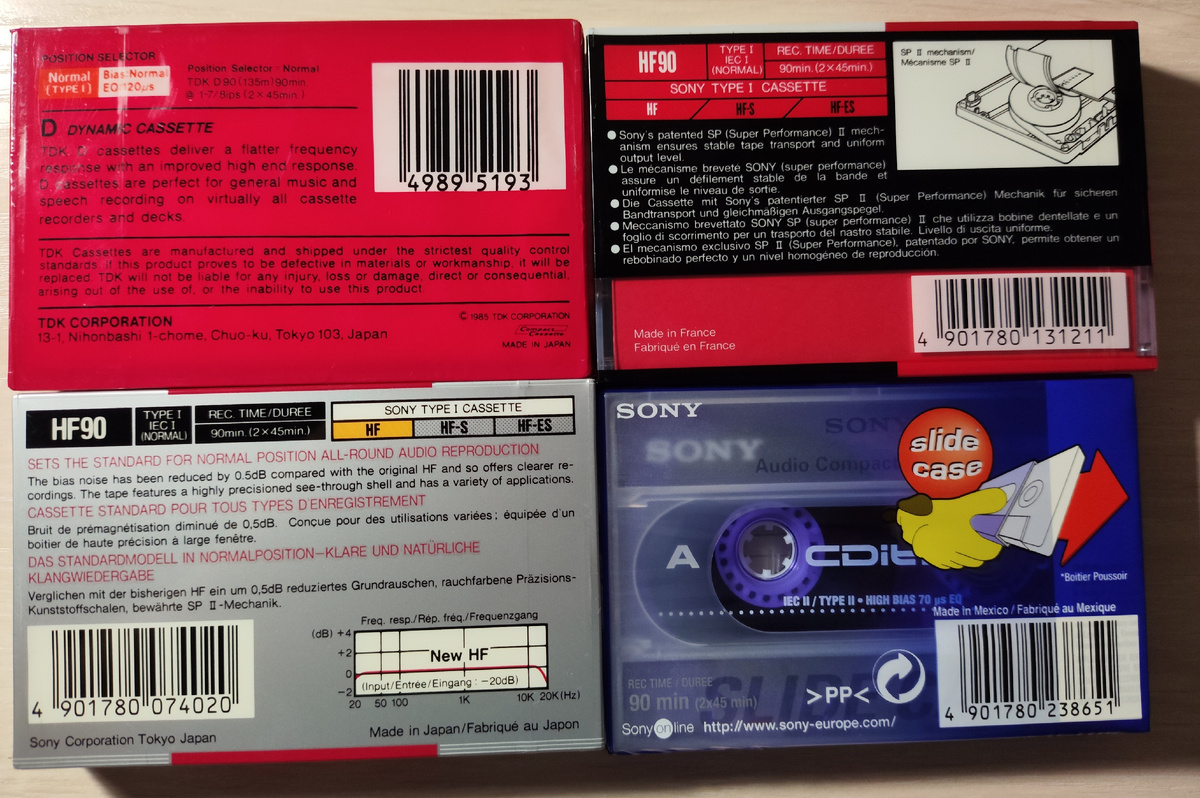 POSITION SELECTOR
Normal
(TYPE I)
Bias: Normal
EQ: 120µs
Position Selector : Normal
TDK D90 (135m) 90min.
@ 1-7/8ips (2×45min.)
D DYNAMIC CASSETTE
TDK D cassettes deliver a flatter frequency
response with an improved high end response.
D cassettes are perfect for general music and
speech recording on virtually all cassette
recorders and decks.
4989 5193
TDK Cassettes are manufactured and shipped under the strictest quality control
standards. if this product proves to be defective in materials or workmanship, it will be
replaced. TDK will not be liable for any injury, loss or damage, direct or consequential,
arising out of the use of, or the inability to use this product.
TDK CORPORATION
13-1, Nihonbashi 1-chome, Chuo-ku, Tokyo 103, Japan
© 1985 TDK CORPORATION
Compact
Cassette
MADE IN JAPAN
HF90
TYPE I
IEC I
(NORMAL)
REC. TIME/DUREE
90min. (2×45min.)
SONY TYPE I CASSETTE
HF HF-S HF-ES
SP II mechanism/
Mécanisme SP II
● Sony's patented SP (Super Performance) II mech-
anism ensures stable tape transport and uniform
output level.
● Le mécanisme breveté SONY (super performance)
assure un défilement stable de la bande et
uniformise le niveau de sortie.
● Die Cassette mit Sony's patentierter SP II (Super Performance) Mechanik für sicheren
Bandtransport und gleichmäßigen Ausgangspegel.
● Meccanismo brevettato SONY SP (super performance) II che utilizza bobine dentellate e un
foglio di scorrimento per un trasporto del nastro stabile. Livello di uscita uniforme.
● El mecanismo exclusivo SP II (Super Performance), patentado por SONY, permite obtener un
rebobinado perfecto y un nivel homogéneo de reproducción.
Made in France
Fabriqué en France
4 901780 131211
HF90
TYPE I
IEC I
(NORMAL)
REC. TIME/DUREE
90min. (2×45min.)
SONY TYPE I CASSETTE
HF HF-S HF-ES
SETS THE STANDARD FOR NORMAL POSITION ALL-ROUND AUDIO REPRODUCTION
The bias noise has been reduced by 0.5dB compared with the original HF and so offers clearer re-
cordings. The tape features a highly precisioned see-through shell and has a variety of applications.
CASSETTE STANDARD POUR TOUS TYPES D'ENREGISTREMENT
Bruit de prémagnétisation diminué de 0,5dB. Conçue pour des utilisations variées; équipée d'un
boitier de haute précision à large fenêtre.
DAS STANDARDMODELL IN NORMALPOSITION-KLARE UND NATÜRLICHE
KLANGWIEDERGABE
Verglichen mit der bisherigen HF ein um 0,5dB reduziertes Grundrauschen, rauchfarbene Präzisions-
Kunststoffschalen, bewährte SP II-Mechanik.
4 901780 074020
Freq. resp./Rép. fréq./Frequenzgang
(dB) +4
+2
0
−2
New HF
(Input/Entrée/Eingang : −20dB)
20 50 100 1K 10K 20K (Hz)
Sony Corporation Tokyo Japan
Made in Japan/Fabriqué au Japon
SONY
SONY
SONY
Audio Compact
slide
case
A
CDit
IEC II / TYPE II • HIGH BIAS 70 µs EQ
*Boitier Poussoir
Made in Mexico / Fabriqué au Mexique
REC TIME / DUREE
90 min (2x45 min)
>PP<
Sony online http://www.sony-europe.com/
4 901780 238651